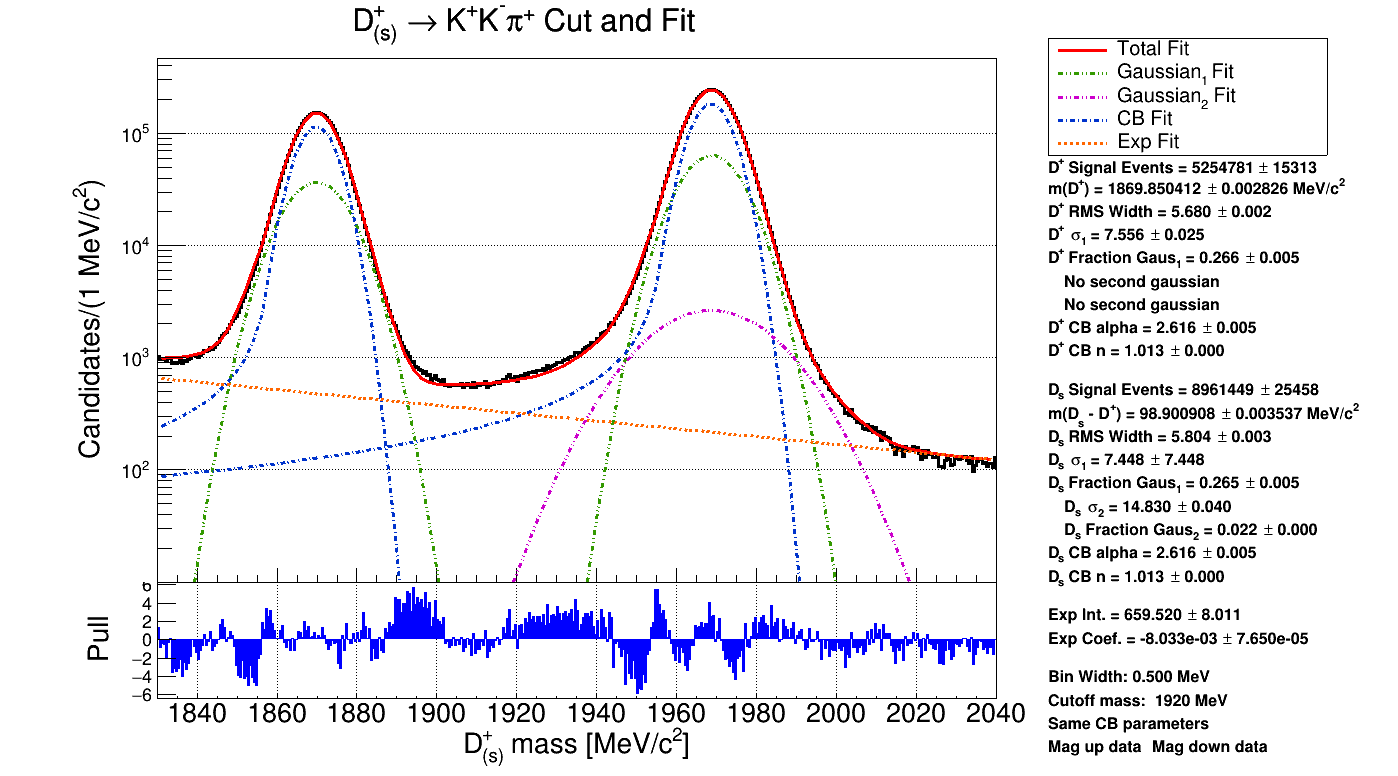 D⁺₍ₛ₎ → K⁺K⁻π⁺ Cut and Fit
Total Fit
Gaussian₁ Fit
Gaussian₂ Fit
CB Fit
Exp Fit
Candidates/(1 MeV/c²)
10⁵
10⁴
10³
10²
Pull
6
4
2
0
−2
−4
−6
1840 1860 1880 1900 1920 1940 1960 1980 2000 2020 2040
D⁺₍ₛ₎ mass [MeV/c²]
D⁺ Signal Events = 5254781 ± 15313
m(D⁺) = 1869.850412 ± 0.002826 MeV/c²
D⁺ RMS Width = 5.680 ± 0.002
D⁺ σ₁ = 7.556 ± 0.025
D⁺ Fraction Gaus₁ = 0.266 ± 0.005
No second gaussian
No second gaussian
D⁺ CB alpha = 2.616 ± 0.005
D⁺ CB n = 1.013 ± 0.000
Dₛ Signal Events = 8961449 ± 25458
m(Dₛ - D⁺) = 98.900908 ± 0.003537 MeV/c²
Dₛ RMS Width = 5.804 ± 0.003
Dₛ σ₁ = 7.448 ± 7.448
Dₛ Fraction Gaus₁ = 0.265 ± 0.005
Dₛ σ₂ = 14.830 ± 0.040
Dₛ Fraction Gaus₂ = 0.022 ± 0.000
Dₛ CB alpha = 2.616 ± 0.005
Dₛ CB n = 1.013 ± 0.000
Exp Int. = 659.520 ± 8.011
Exp Coef. = -8.033e-03 ± 7.650e-05
Bin Width: 0.500 MeV
Cutoff mass: 1920 MeV
Same CB parameters
Mag up data Mag down data